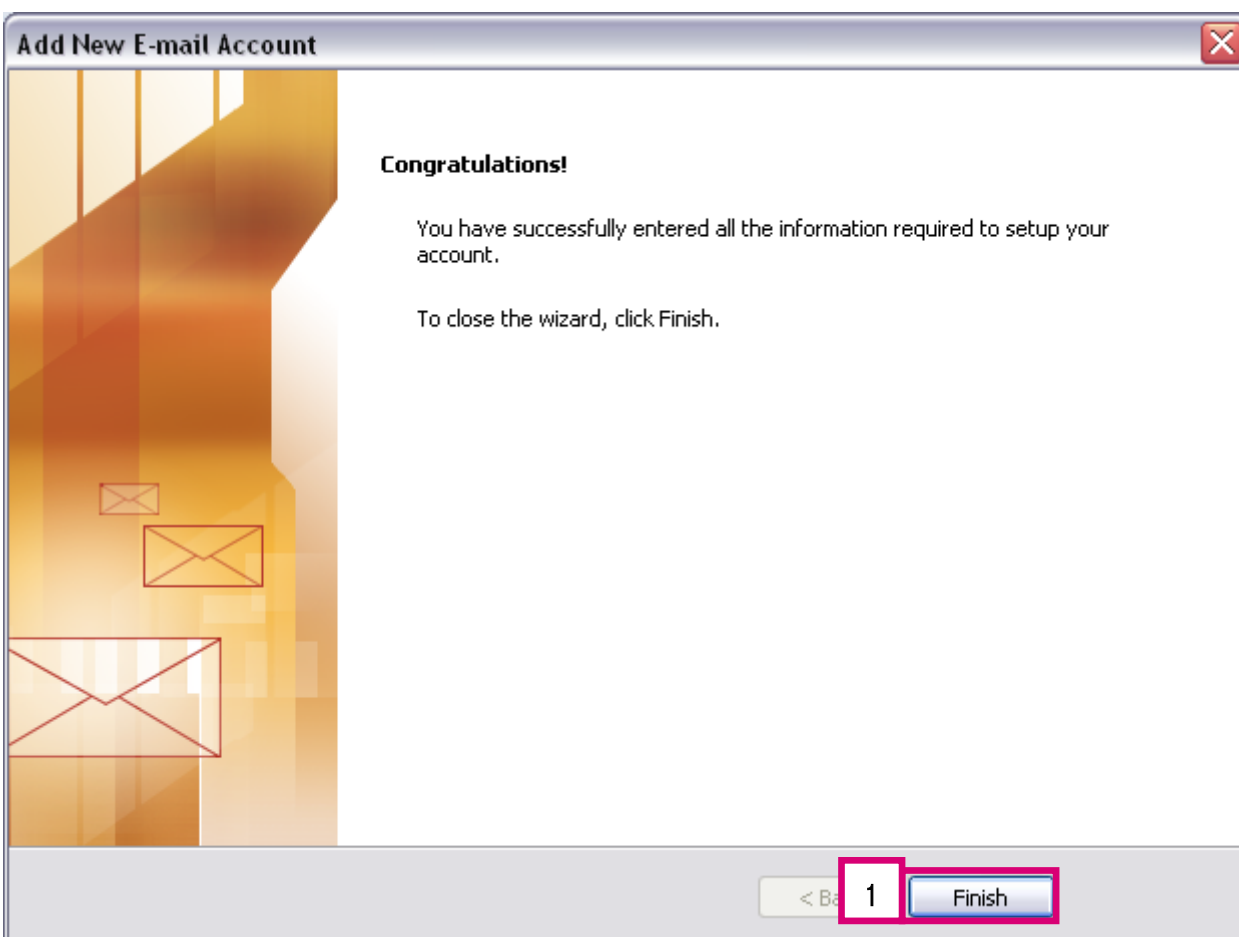 Add New E-mail Account
Congratulations!
You have successfully entered all the information required to setup your
account.
To close the wizard, click Finish.
< Ba
1
Finish